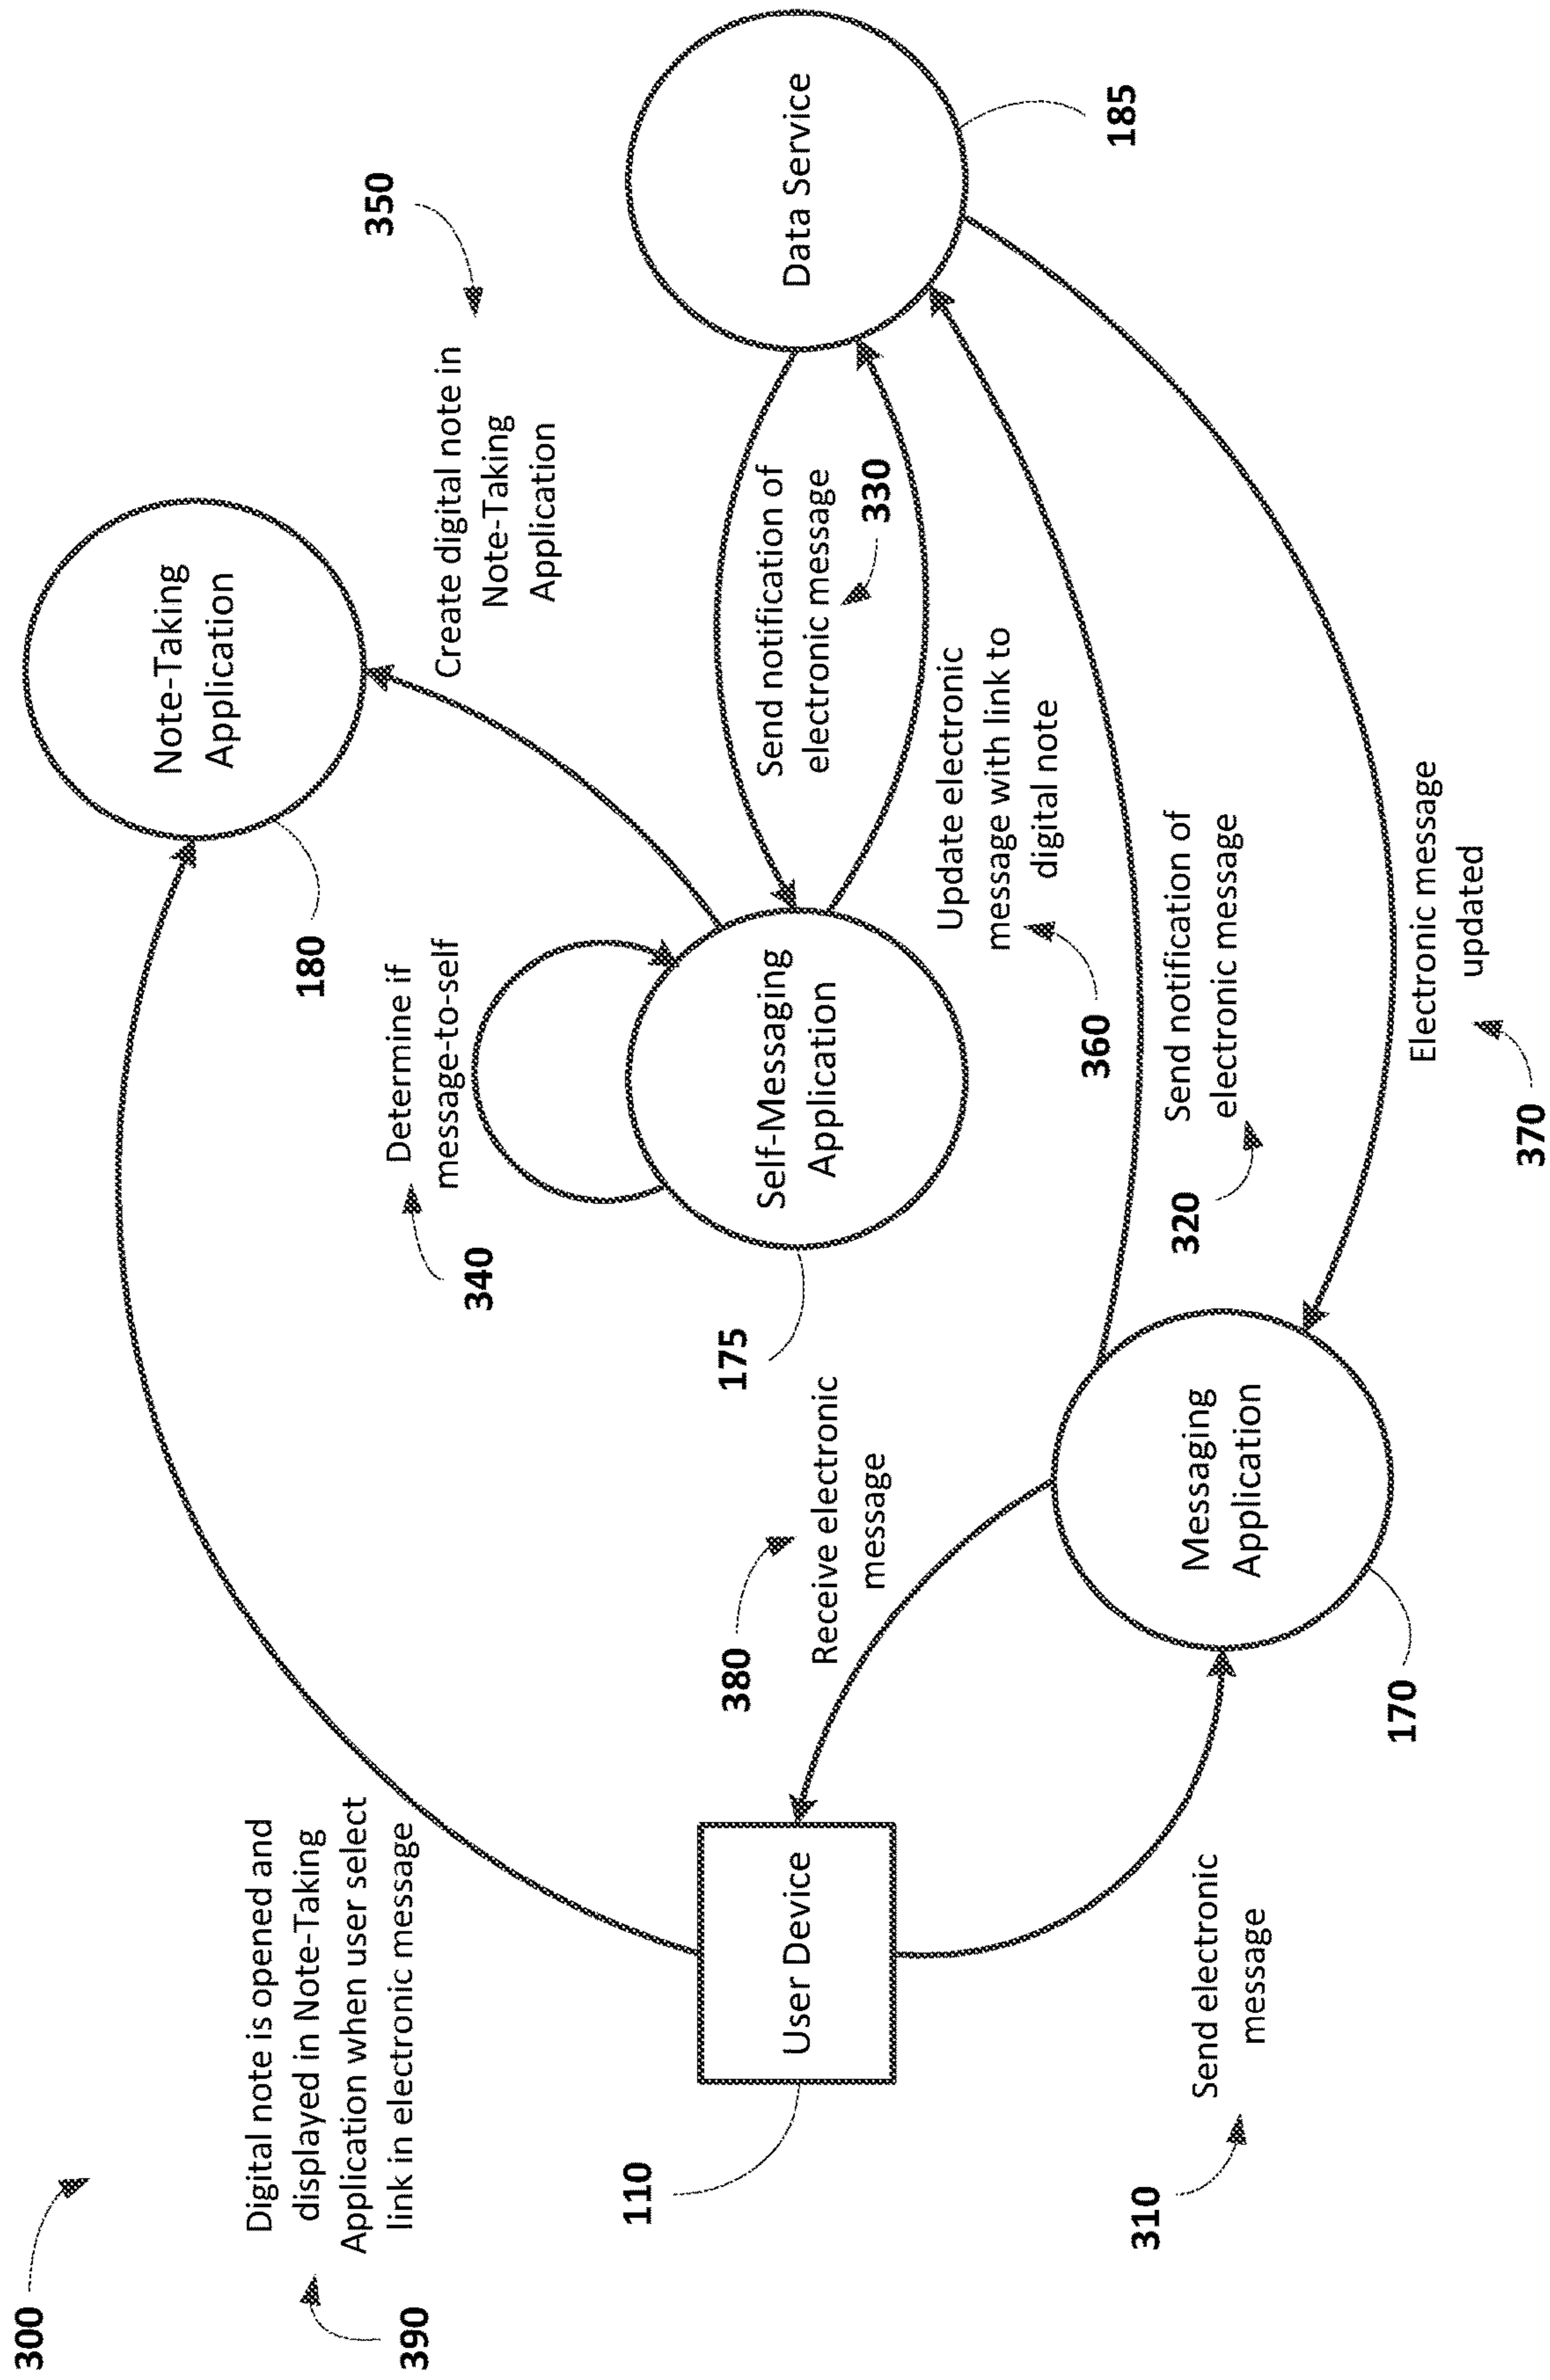 300
390
Digital note is opened and
displayed in Note-Taking
Application when user select
link in electronic message
Note-Taking
Application
180
350
Create digital note in
Note-Taking
Application
340
Determine if
message-to-self
110
User Device
380
Receive electronic
message
175
Self-Messaging
Application
Send notification of
electronic message
330
Data Service
185
Update electronic
message with link to
digital note
360
310
Send electronic
message
Messaging
Application
170
320
Send notification of
electronic message
Electronic message
updated
370